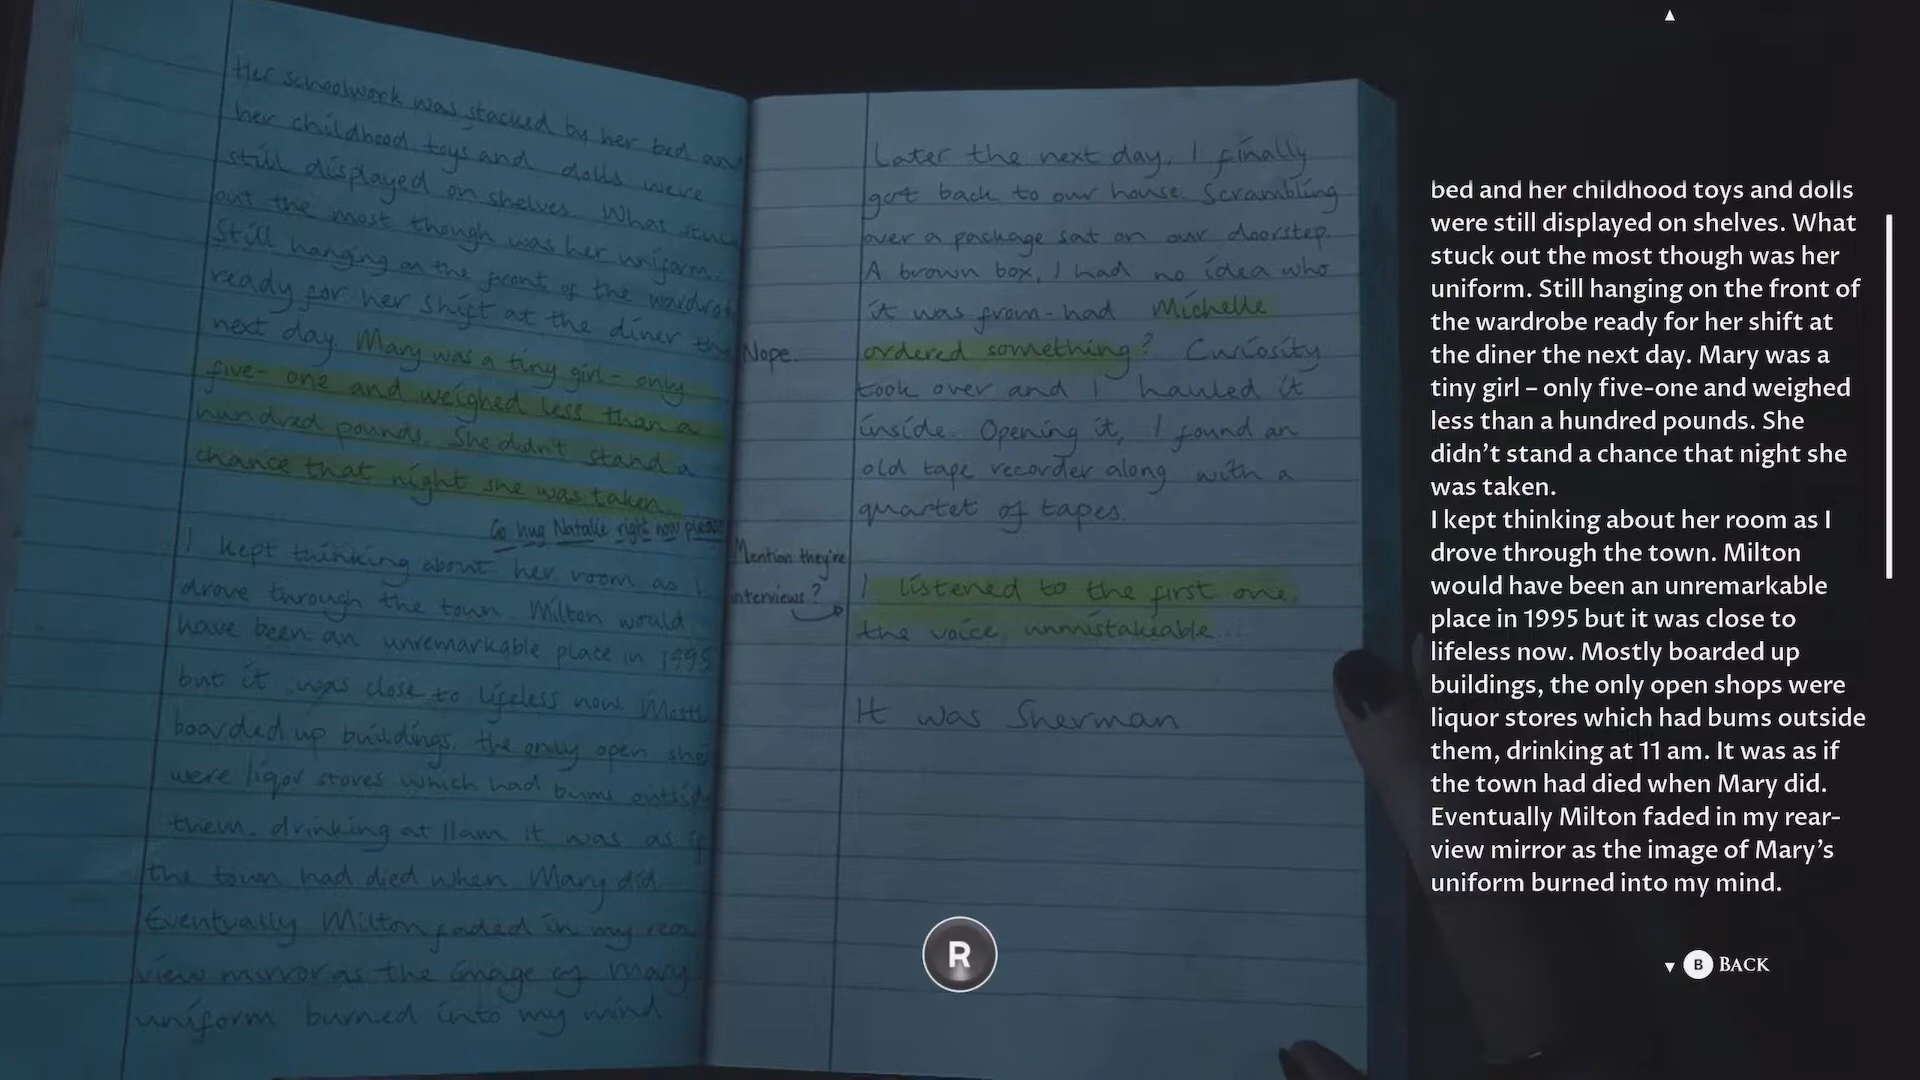 Her schoolwork was stacked by her bed and
her childhood toys and dolls were
still displayed on shelves. What stuck
out the most though was her uniform.
Still hanging on the front of the wardrobe
ready for her shift at the diner the
next day. Mary was a tiny girl - only
five-one and weighed less than a
hundred pounds. She didn't stand a
chance that night she was taken.
Go hug Natalie right now please
I kept thinking about her room as I
drove through the town. Milton would
have been an unremarkable place in 1995
but it was close to lifeless now. Mostly
boarded up buildings, the only open shops
were liqor stores which had bums outside
them, drinking at 11am. It was as if
the town had died when Mary did.
Eventually Milton faded in my rear
view mirror as the image of Mary
uniform burned into my mind
Later the next day, I finally
got back to our house. Scrambling
over a package sat on our doorstep.
A brown box, I had no idea who
it was from - had Michelle
Nope.
ordered something? Curiosity
took over and I hauled it
inside. Opening it, I found an
old tape recorder along with a
quartet of tapes.
Mention they're
interviews?
I listened to the first one,
the voice unmistakeable...
It was Sherman
R
bed and her childhood toys and dolls
were still displayed on shelves. What
stuck out the most though was her
uniform. Still hanging on the front of
the wardrobe ready for her shift at
the diner the next day. Mary was a
tiny girl – only five-one and weighed
less than a hundred pounds. She
didn't stand a chance that night she
was taken.
I kept thinking about her room as I
drove through the town. Milton
would have been an unremarkable
place in 1995 but it was close to
lifeless now. Mostly boarded up
buildings, the only open shops were
liquor stores which had bums outside
them, drinking at 11 am. It was as if
the town had died when Mary did.
Eventually Milton faded in my rear-
view mirror as the image of Mary's
uniform burned into my mind.
B BACK